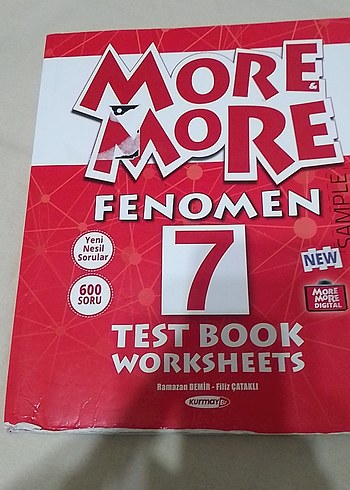 MORE
&
MORE
FENOMEN
Yeni
Nesil
Sorular
600
SORU
7
SAMPLE
NEW
MORE
MORE
DIGITAL
TEST BOOK
WORKSHEETS
Ramazan DEMİR - Filiz ÇATAKLI
KURMAY